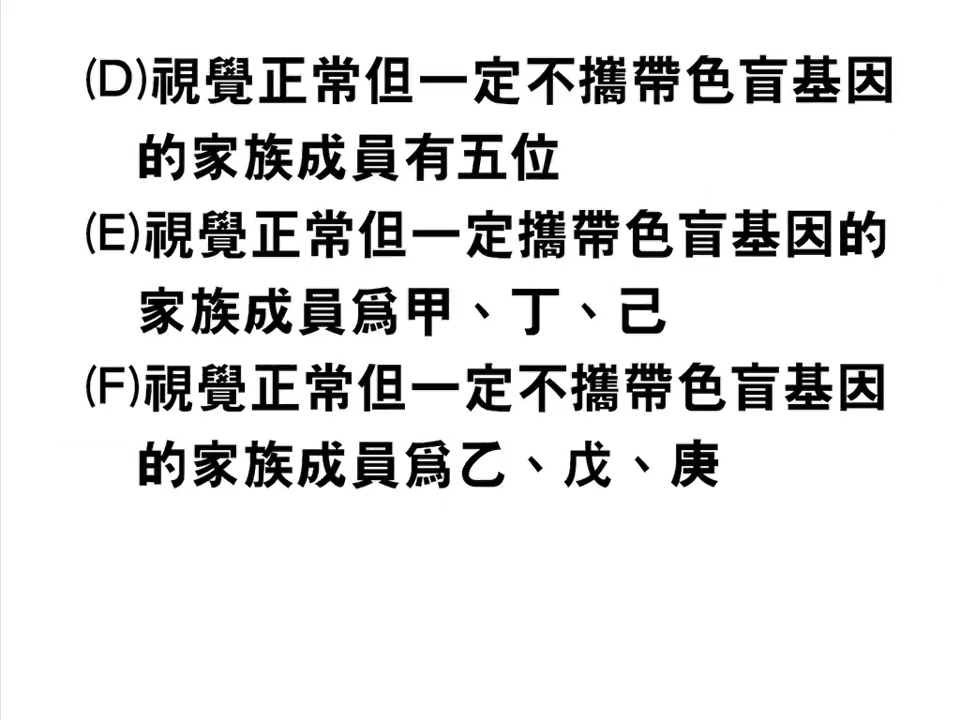 (D)視覺正常但一定不攜帶色盲基因
的家族成員有五位
(E)視覺正常但一定攜帶色盲基因的
家族成員爲甲、丁、己
(F)視覺正常但一定不攜帶色盲基因
的家族成員爲乙、戊、庚